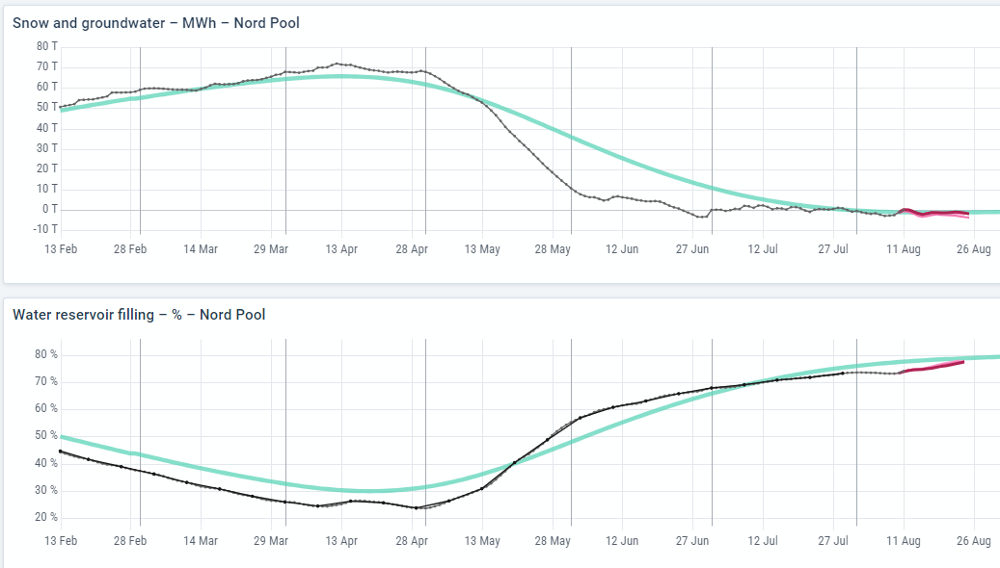 Snow and groundwater – MWh – Nord Pool
80 T
70 T
60 T
50 T
40 T
30 T
20 T
10 T
0 T
-10 T
13 Feb 28 Feb 14 Mar 29 Mar 13 Apr 28 Apr 13 May 28 May 12 Jun 27 Jun 12 Jul 27 Jul 11 Aug 26 Aug
Water reservoir filling – % – Nord Pool
80 %
70 %
60 %
50 %
40 %
30 %
20 %
13 Feb 28 Feb 14 Mar 29 Mar 13 Apr 28 Apr 13 May 28 May 12 Jun 27 Jun 12 Jul 27 Jul 11 Aug 26 Aug